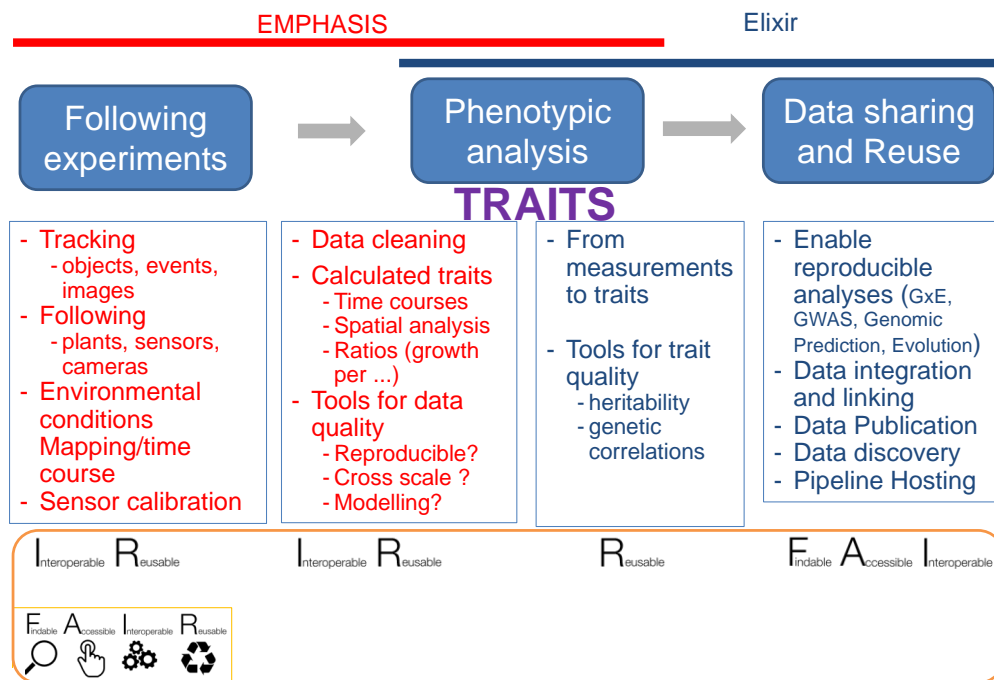 EMPHASIS
Elixir
Following
experiments
Phenotypic
analysis
Data sharing
and Reuse
TRAITS
- Tracking
- objects, events,
images
- Following
- plants, sensors,
cameras
- Environmental
conditions
Mapping/time
course
- Sensor calibration
- Data cleaning
- Calculated traits
- Time courses
- Spatial analysis
- Ratios (growth
per ...)
- Tools for data
quality
- Reproducible?
- Cross scale ?
- Modelling?
- From
measurements
to traits
- Tools for trait
quality
- heritability
- genetic
correlations
- Enable
reproducible
analyses (GxE,
GWAS, Genomic
Prediction, Evolution)
- Data integration
and linking
- Data Publication
- Data discovery
- Pipeline Hosting
Interoperable Reusable
Interoperable Reusable
Reusable
Findable Accessible Interoperable
Findable Accessible Interoperable Reusable